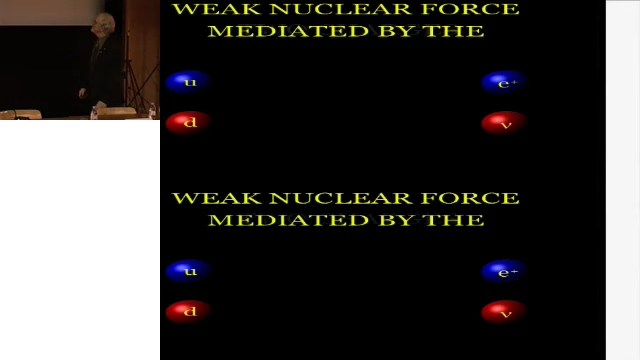 WEAK NUCLEAR FORCE
MEDIATED BY THE
u e⁺
d ν
WEAK NUCLEAR FORCE
MEDIATED BY THE
u e⁺
d ν